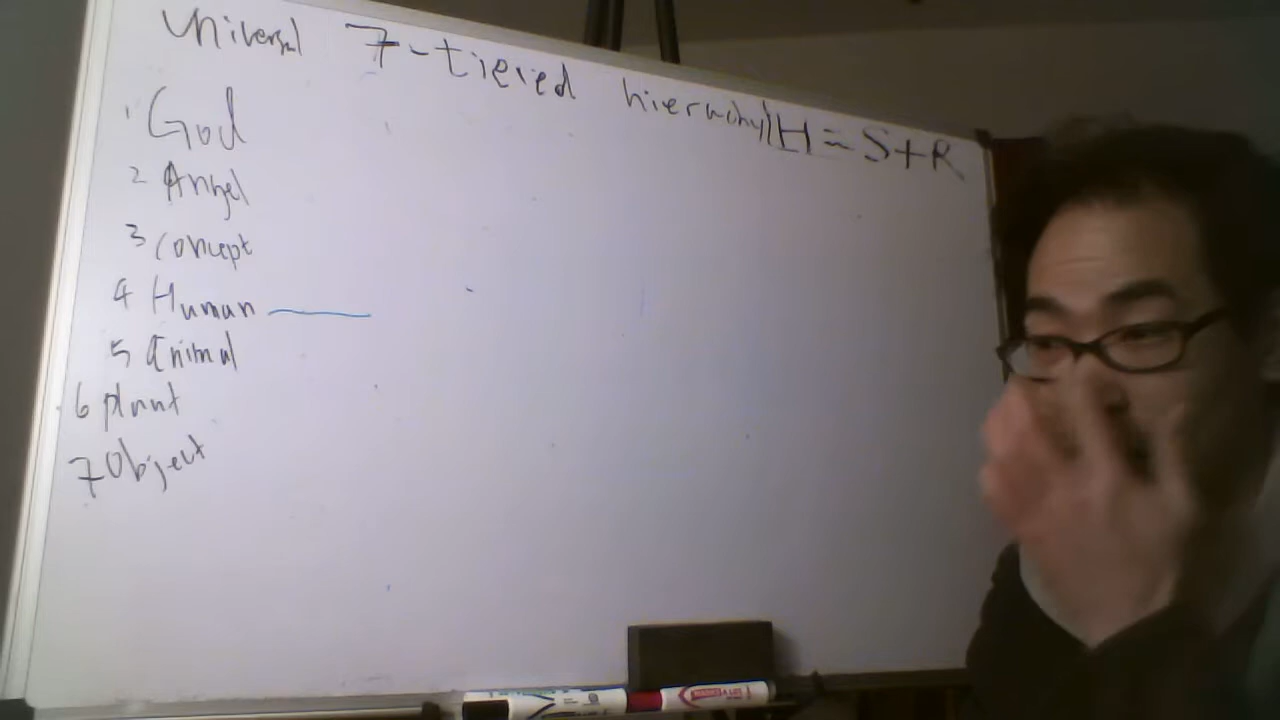 Universal 7-tiered hierarchy H = S+R
1 God
2 Angel
3 concept
4 Human
5 Animal
6 plant
7 Object